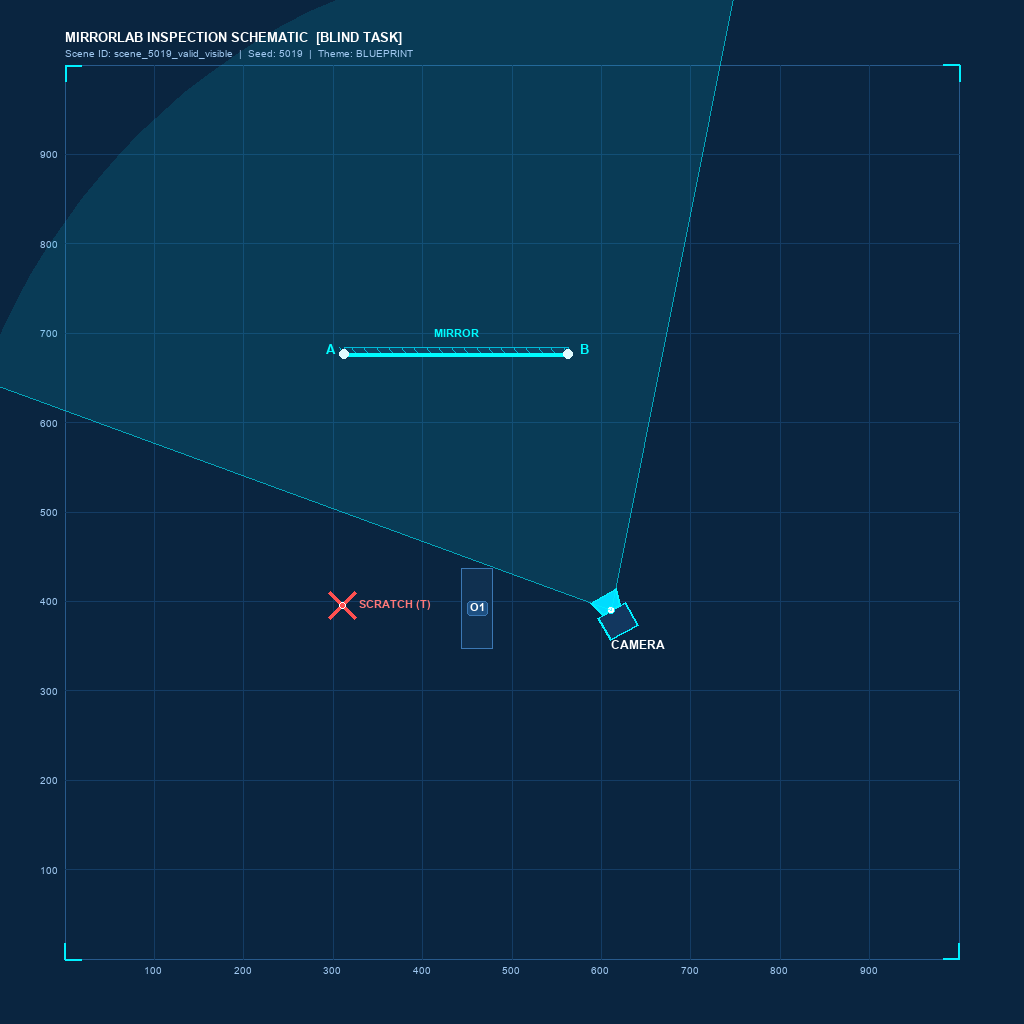 MIRRORLAB INSPECTION SCHEMATIC [BLIND TASK]
Scene ID: scene_5019_valid_visible | Seed: 5019 | Theme: BLUEPRINT
900
800
MIRROR
A
B
700
600
500
400
SCRATCH (T)
O1
CAMERA
300
200
100
100 200 300 400 500 600 700 800 900